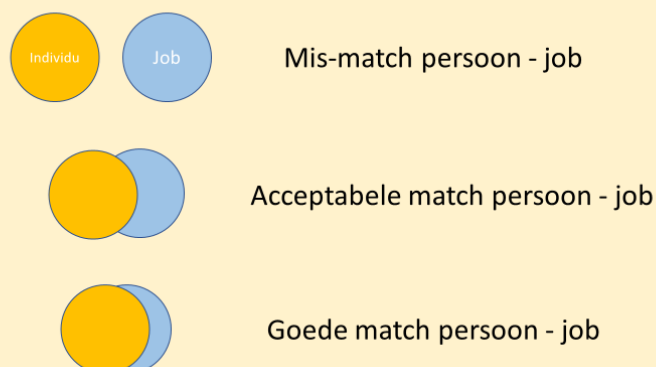 Individu
Job
Mis-match persoon - job
Acceptabele match persoon - job
Goede match persoon - job